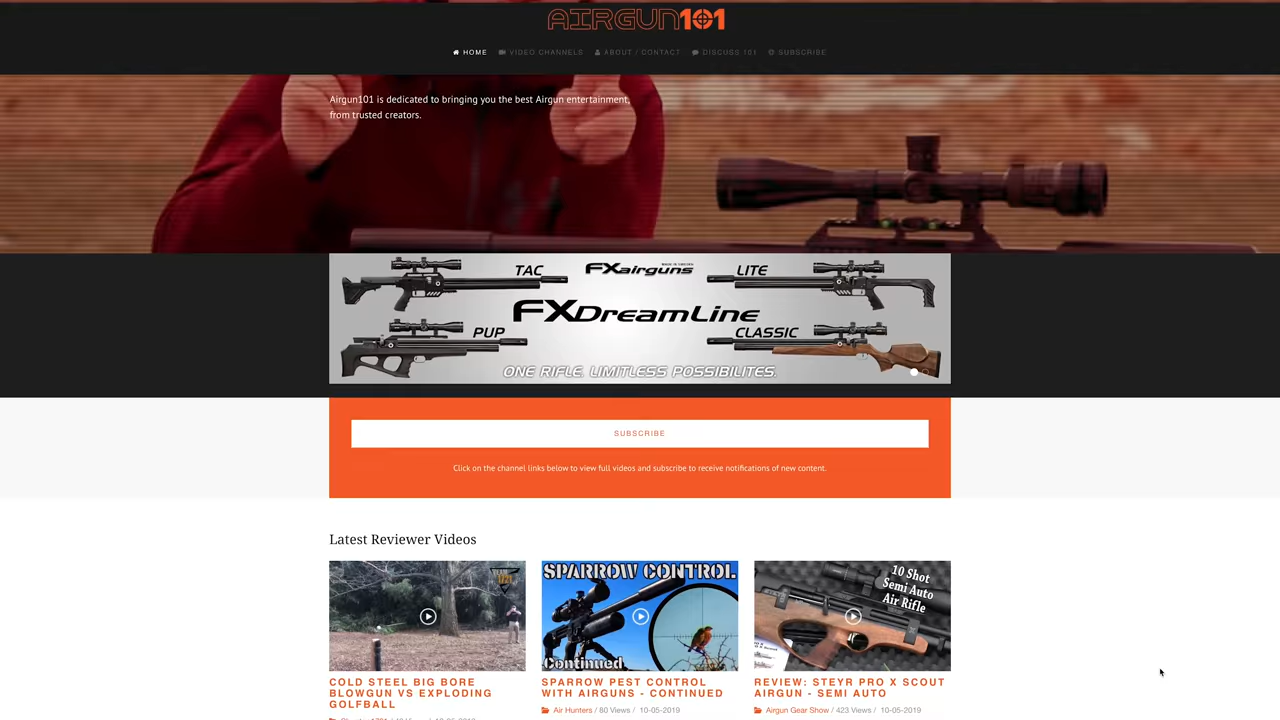 AIRGUN101
HOME VIDEO CHANNELS ABOUT / CONTACT DISCUSS 101 SUBSCRIBE
Airgun101 is dedicated to bringing you the best Airgun entertainment,
from trusted creators.
TAC FXairguns LITE
FXDreamLine
PUP CLASSIC
ONE RIFLE. LIMITLESS POSSIBILITES.
SUBSCRIBE
Click on the channel links below to view full videos and subscribe to receive notifications of new content.
Latest Reviewer Videos
SPARROW CONTROL
Continued
10 Shot
Semi Auto
Air Rifle
COLD STEEL BIG BORE
BLOWGUN VS EXPLODING
GOLFBALL
SPARROW PEST CONTROL
WITH AIRGUNS - CONTINUED
Air Hunters / 80 Views / 10-05-2019
REVIEW: STEYR PRO X SCOUT
AIRGUN - SEMI AUTO
Airgun Gear Show / 423 Views / 10-05-2019